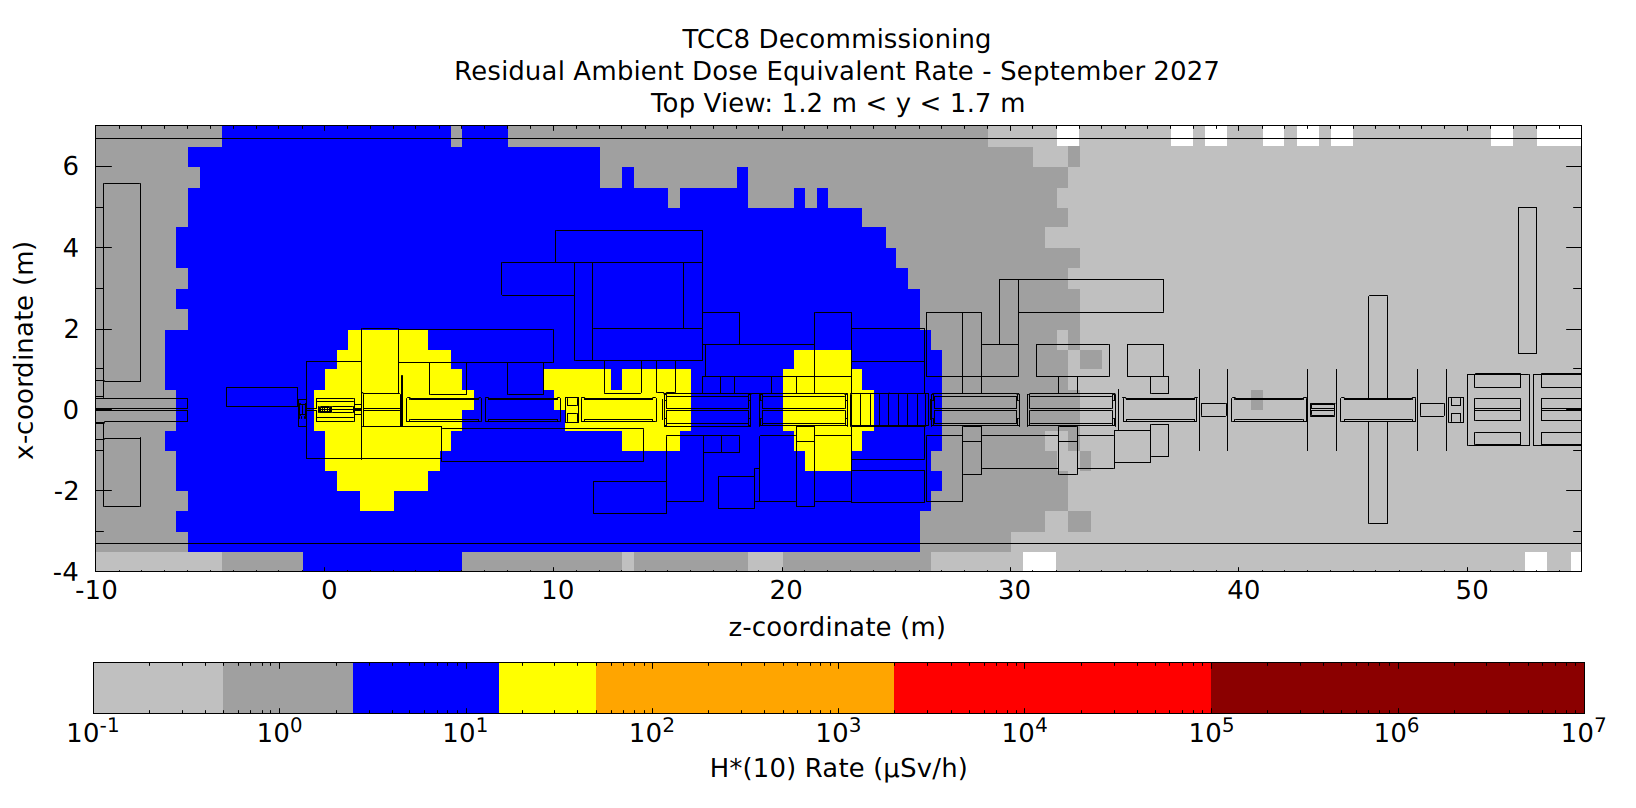 TCC8 Decommissioning
Residual Ambient Dose Equivalent Rate - September 2027
Top View: 1.2 m < y < 1.7 m
x-coordinate (m)
6
4
2
0
-2
-4
-10 0 10 20 30 40 50
z-coordinate (m)
10⁻¹ 10⁰ 10¹ 10² 10³ 10⁴ 10⁵ 10⁶ 10⁷
H*(10) Rate (µSv/h)